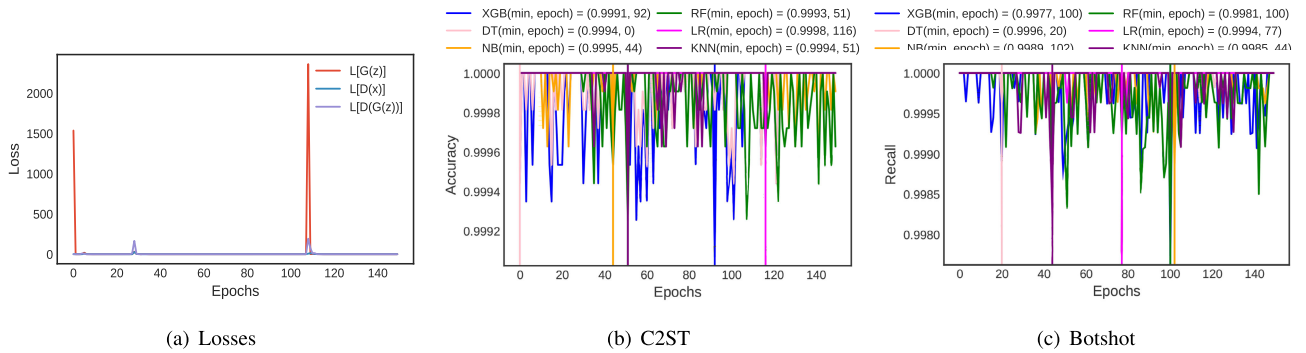 XGB(min, epoch) = (0.9991, 92) RF(min, epoch) = (0.9993, 51)
DT(min, epoch) = (0.9994, 0) LR(min, epoch) = (0.9998, 116)
NB(min, epoch) = (0.9995, 44) KNN(min, epoch) = (0.9994, 51)
XGB(min, epoch) = (0.9977, 100) RF(min, epoch) = (0.9981, 100)
DT(min, epoch) = (0.9996, 20) LR(min, epoch) = (0.9994, 77)
NB(min, epoch) = (0.9989, 102) KNN(min, epoch) = (0.9985, 44)
L[G(z)]
L[D(x)]
L[D(G(z))]
Loss
2000
1500
1000
500
0
0 20 40 60 80 100 120 140
Epochs
Accuracy
1.0000
0.9998
0.9996
0.9994
0.9992
0 20 40 60 80 100 120 140
Epochs
Recall
1.0000
0.9995
0.9990
0.9985
0.9980
0 20 40 60 80 100 120 140
Epochs
(a) Losses
(b) C2ST
(c) Botshot